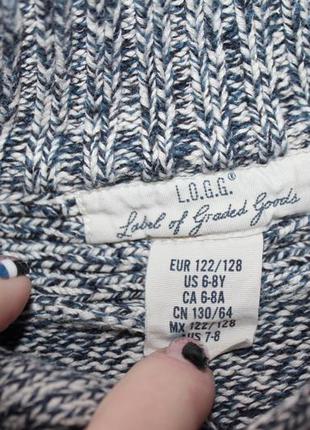 L.O.G.G.®
Label of Graded Goods
EUR 122/128
US 6-8Y
CA 6-8A
CN 130/64
MX 122/128
7-8